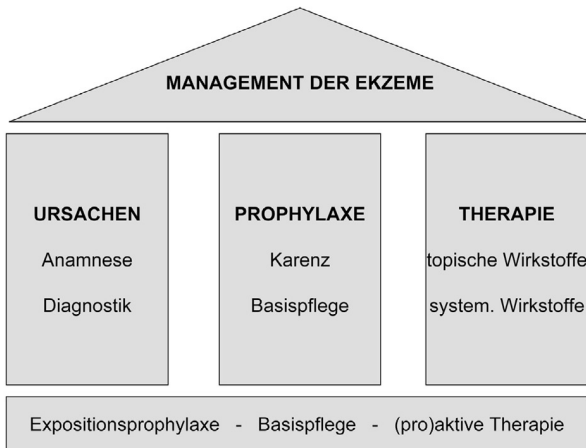 MANAGEMENT DER EKZEME
URSACHEN
Anamnese
Diagnostik
PROPHYLAXE
Karenz
Basispflege
THERAPIE
topische Wirkstoffe
system. Wirkstoffe
Expositionsprophylaxe - Basispflege - (pro)aktive Therapie